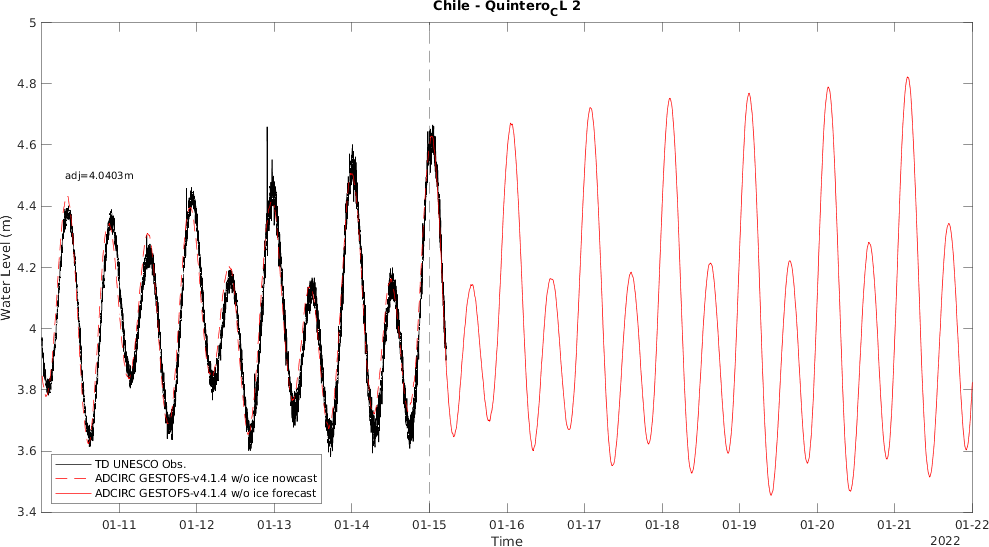 Chile - Quintero_CL 2
Water Level (m)
5
4.8
4.6
4.4
4.2
4
3.8
3.6
3.4
adj=4.0403m
TD UNESCO Obs.
ADCIRC GESTOFS-v4.1.4 w/o ice nowcast
ADCIRC GESTOFS-v4.1.4 w/o ice forecast
01-11 01-12 01-13 01-14 01-15 01-16 01-17 01-18 01-19 01-20 01-21 01-22
Time
2022